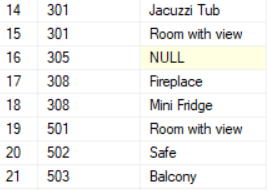 14 301 Jacuzzi Tub
15 301 Room with view
16 305 NULL
17 308 Fireplace
18 308 Mini Fridge
19 501 Room with view
20 502 Safe
21 503 Balcony